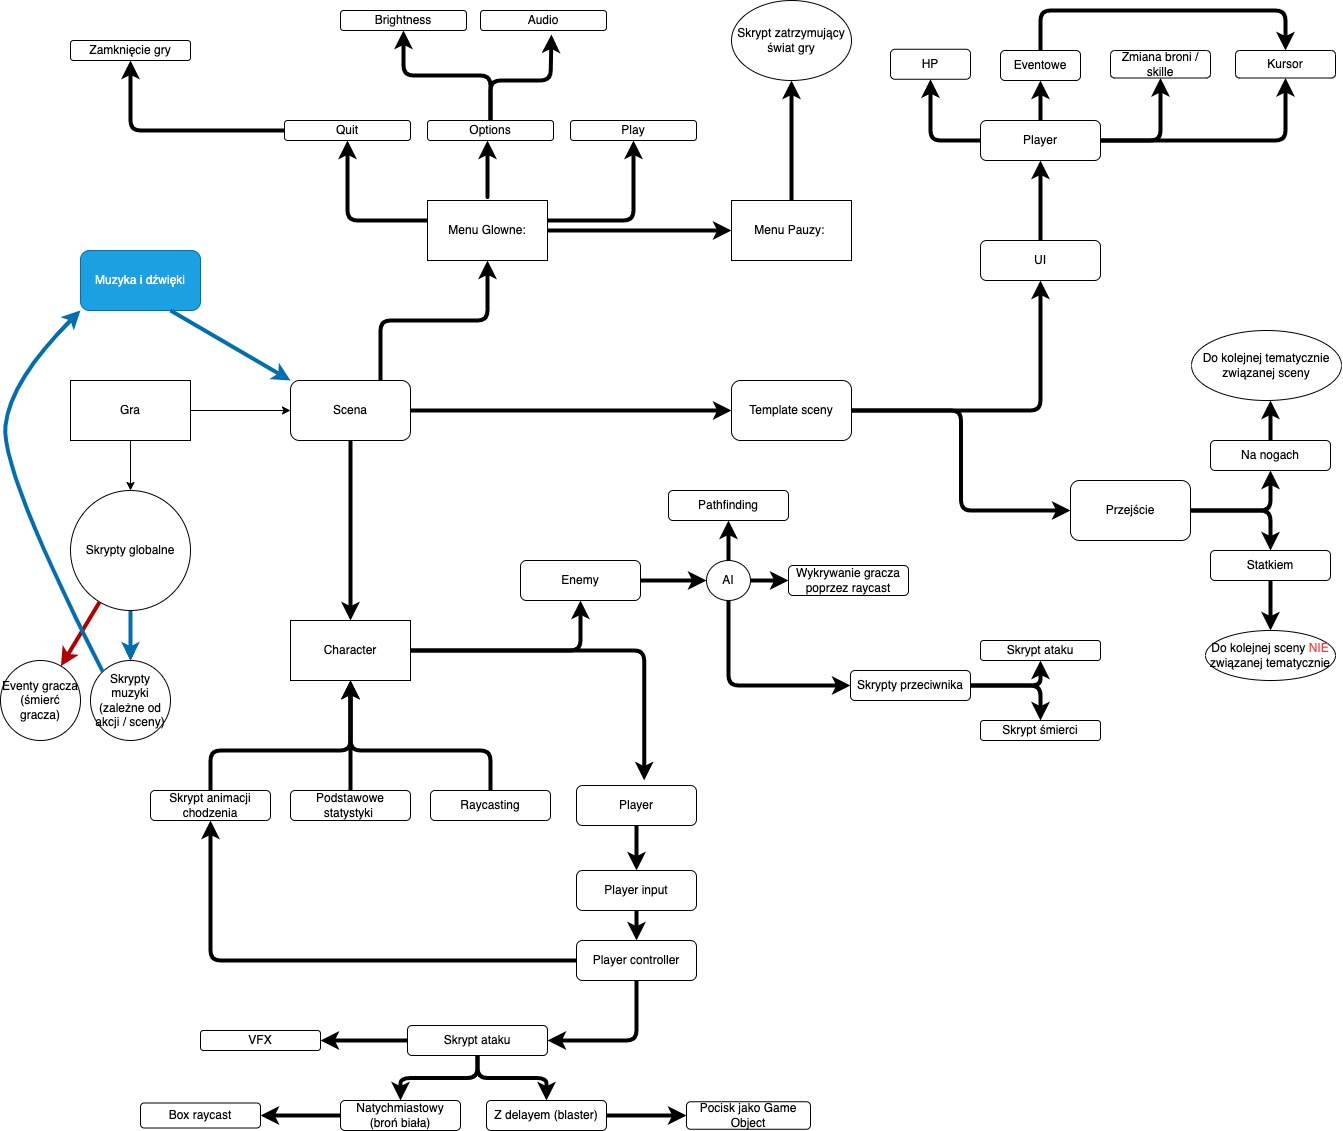 Brightness
Audio
Skrypt zatrzymujący
świat gry
Zamknięcie gry
HP
Eventowe
Zmiana broni /
skille
Kursor
Quit
Options
Play
Player
Menu Glowne:
Menu Pauzy:
UI
Muzyka i dźwięki
Do kolejnej tematycznie
związanej sceny
Gra
Scena
Template sceny
Na nogach
Pathfinding
Przejście
Skrypty globalne
Enemy
AI
Wykrywanie gracza
poprzez raycast
Statkiem
Character
Skrypt ataku
Do kolejnej sceny NIE
związanej tematycznie
Eventy gracza
(śmierć
gracza)
Skrypty
muzyki
(zależne od
akcji / sceny)
Skrypty przeciwnika
Skrypt śmierci
Skrypt animacji
chodzenia
Podstawowe
statystyki
Raycasting
Player
Player input
Player controller
VFX
Skrypt ataku
Box raycast
Natychmiastowy
(broń biała)
Z delayem (blaster)
Pocisk jako Game
Object